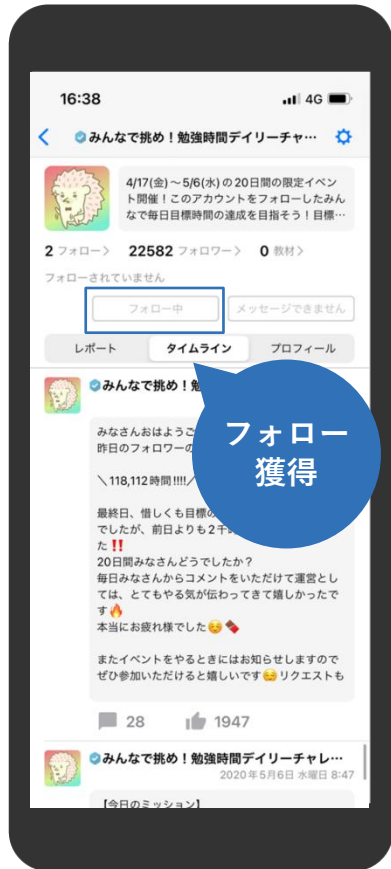 16:38
4G
みんなで挑め！勉強時間デイリーチャ…
4/17(金)～5/6(水)の20日間の限定イベン
ト開催！このアカウントをフォローしたみん
なで毎日目標時間の達成を目指そう！目標…
2 フォロー〉 22582 フォロワー〉 0 教材〉
フォローされていません
フォロー中
メッセージできません
レポート
タイムライン
プロフィール
みんなで挑め！勉
フォロー
獲得
みなさんおはようご
昨日のフォロワーの
＼118,112時間!!!!／
最終日、惜しくも目標の
でしたが、前日よりも2千
た‼
20日間みなさんどうでしたか？
毎日みなさんからコメントをいただけて運営とし
ては、とてもやる気が伝わってきて嬉しかったで
す🔥
本当にお疲れ様でした😊🍫
またイベントをやるときにはお知らせしますので
ぜひ参加いただけると嬉しいです😊リクエストも
28
1947
みんなで挑め！勉強時間デイリーチャレ…
2020年5月6日 水曜日 8:47
【今日のミッション】